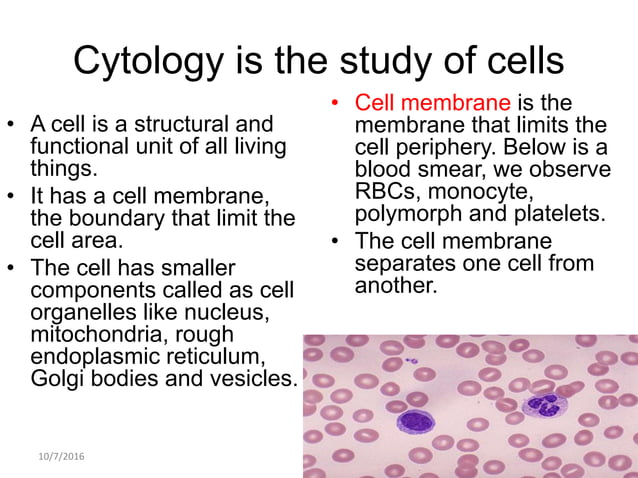 Cytology is the study of cells
• A cell is a structural and
functional unit of all living
things.
• It has a cell membrane,
the boundary that limit the
cell area.
• The cell has smaller
components called as cell
organelles like nucleus,
mitochondria, rough
endoplasmic reticulum,
Golgi bodies and vesicles.
• Cell membrane is the
membrane that limits the
cell periphery. Below is a
blood smear, we observe
RBCs, monocyte,
polymorph and platelets.
• The cell membrane
separates one cell from
another.
10/7/2016